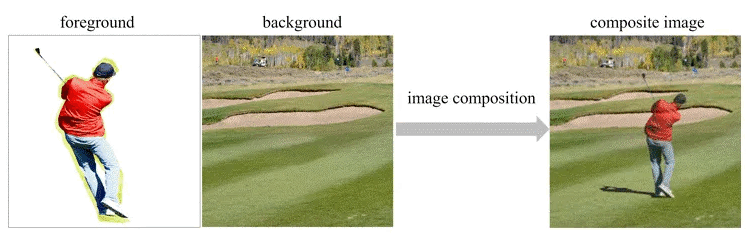 foreground
background
composite image
image composition